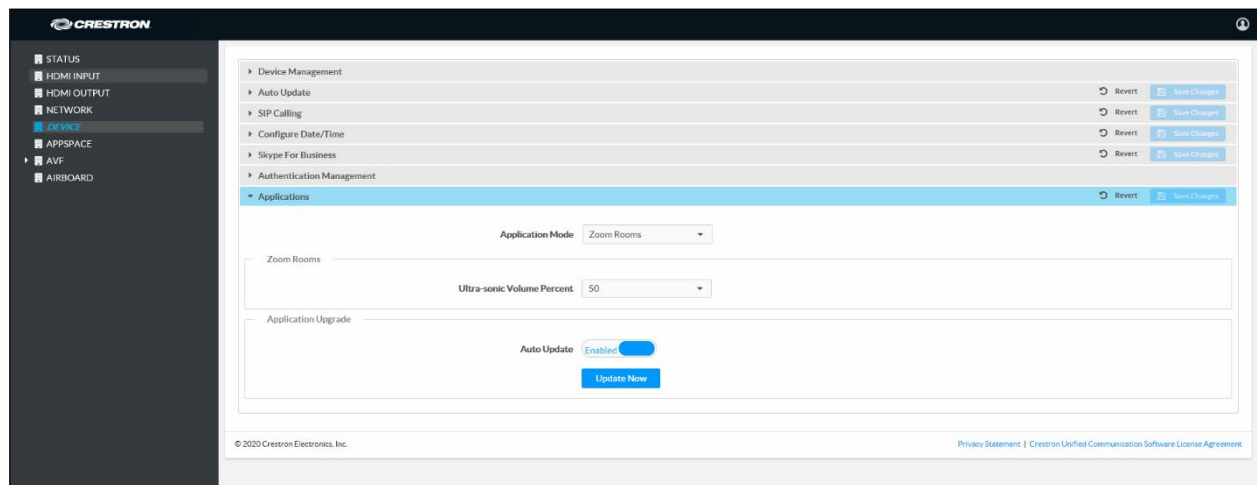 CRESTRON
STATUS
HDMI INPUT
HDMI OUTPUT
NETWORK
DEVICE
APPSPACE
AVF
AIRBOARD
Device Management
Auto Update Revert Save Changes
SIP Calling Revert Save Changes
Configure Date/Time Revert Save Changes
Skype For Business Revert Save Changes
Authentication Management
Applications Revert Save Changes
Application Mode Zoom Rooms
Zoom Rooms
Ultra-sonic Volume Percent 50
Application Upgrade
Auto Update Enabled
Update Now
© 2020 Crestron Electronics, Inc. Privacy Statement | Crestron Unified Communication Software License Agreement